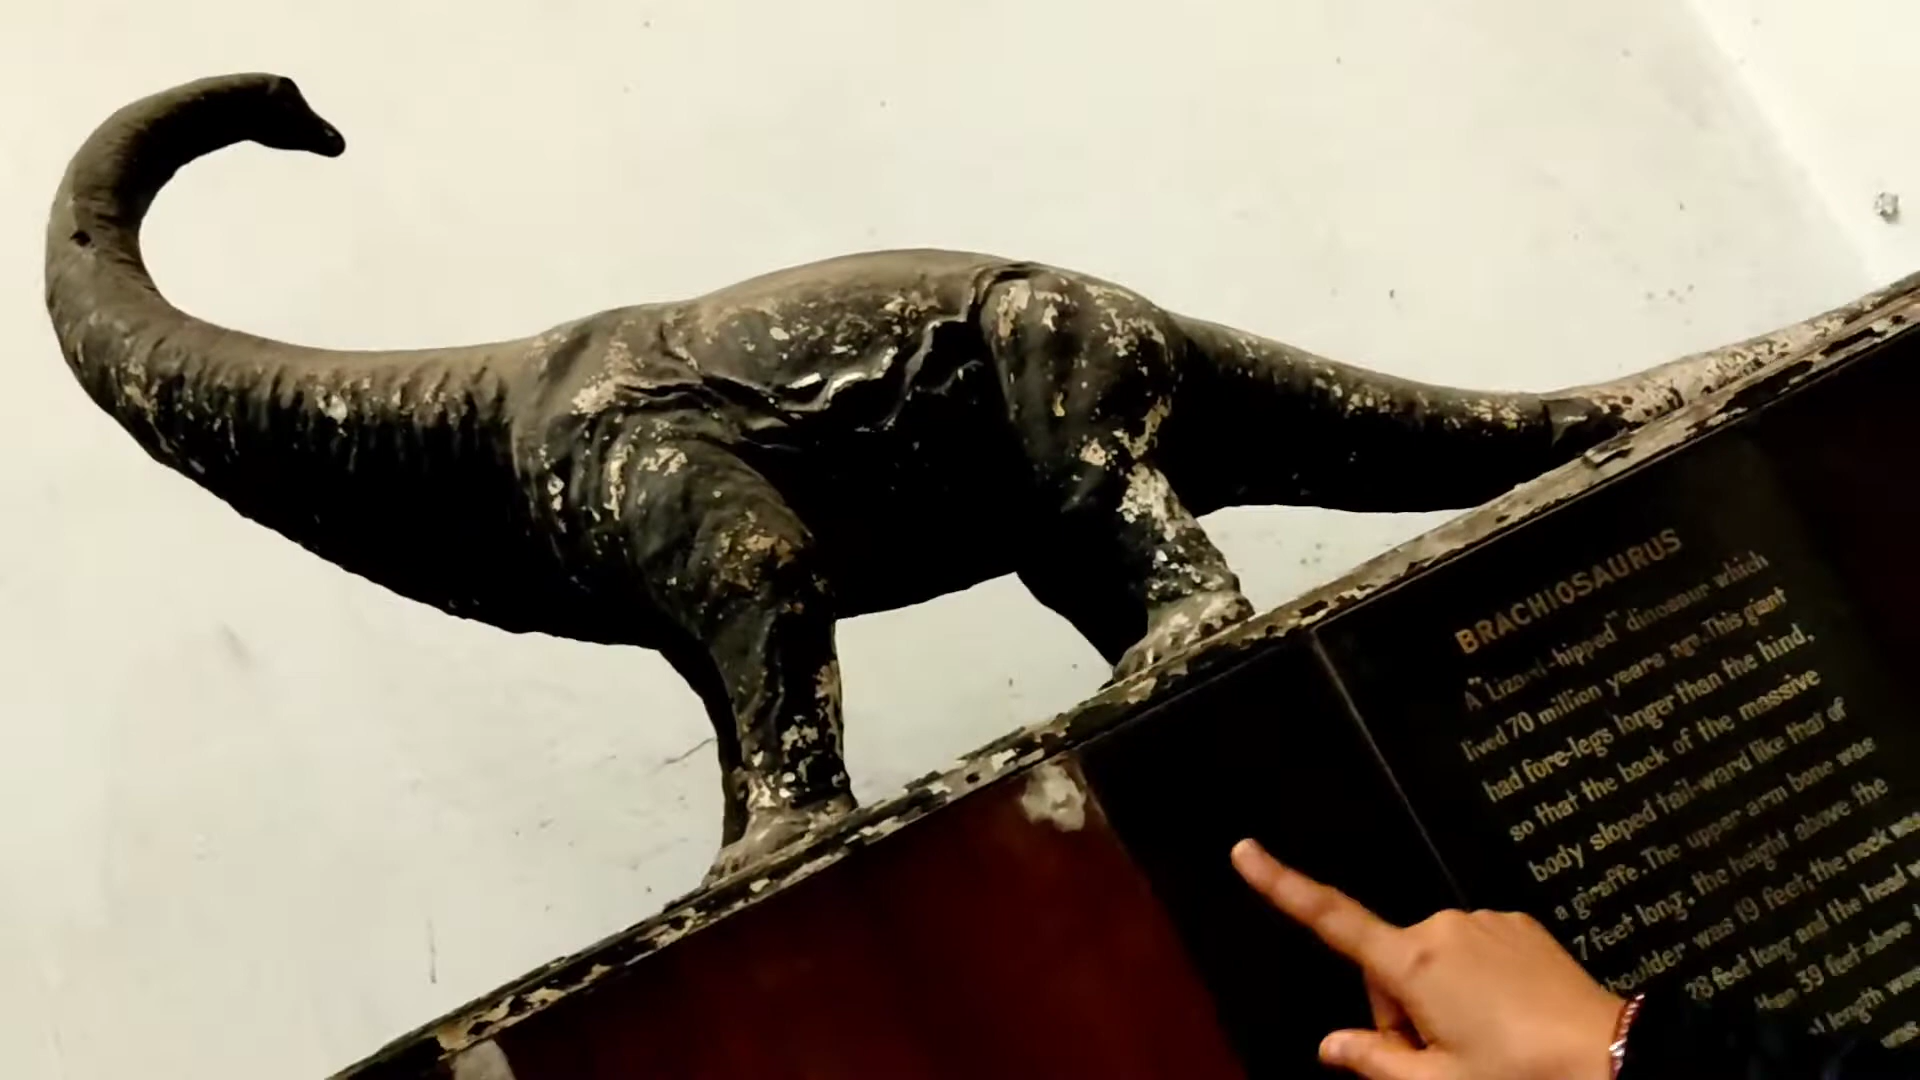 BRACHIOSAURUS
A "Lizard-hipped" dinosaur which
lived 70 million years ago. This giant
had fore-legs longer than the hind,
so that the back of the massive
body sloped tail-ward like that of
a giraffe. The upper arm bone was
7 feet long, the height above the
shoulder was 19 feet, the neck was
28 feet long and the head
than 39 feet above
length was
was